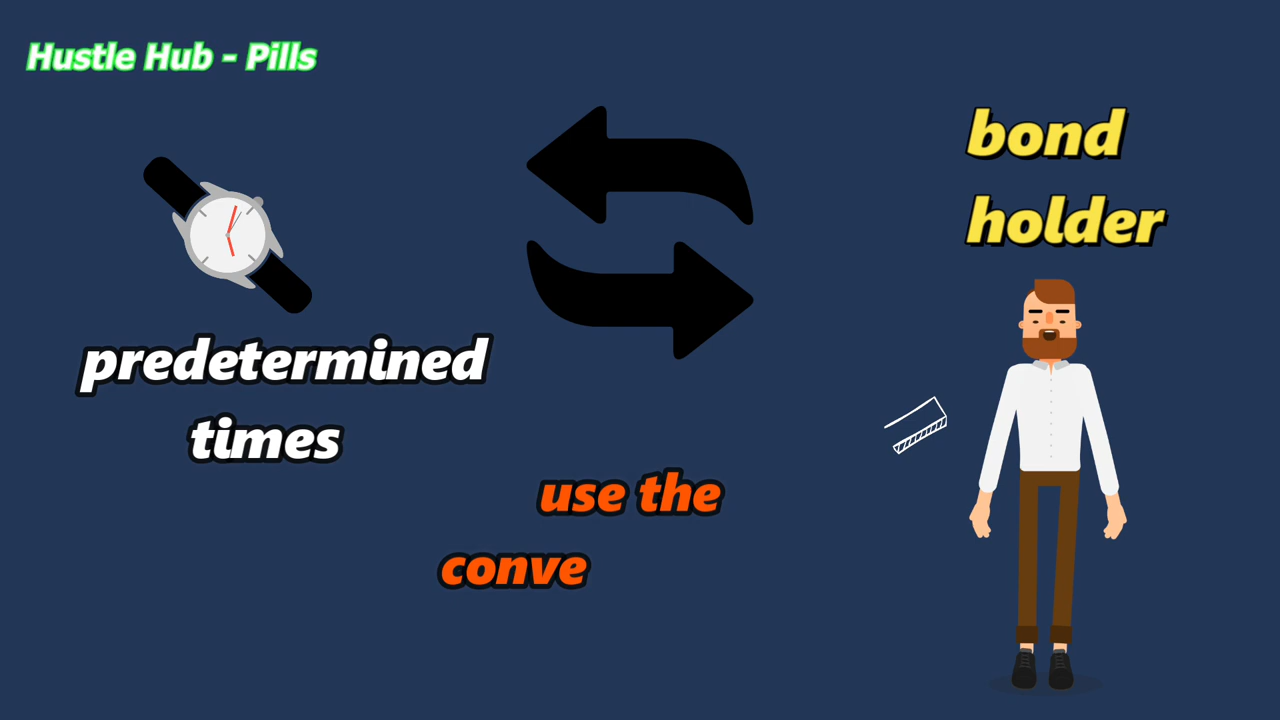 Hustle Hub - Pills
predetermined
times
use the
conve
bond
holder